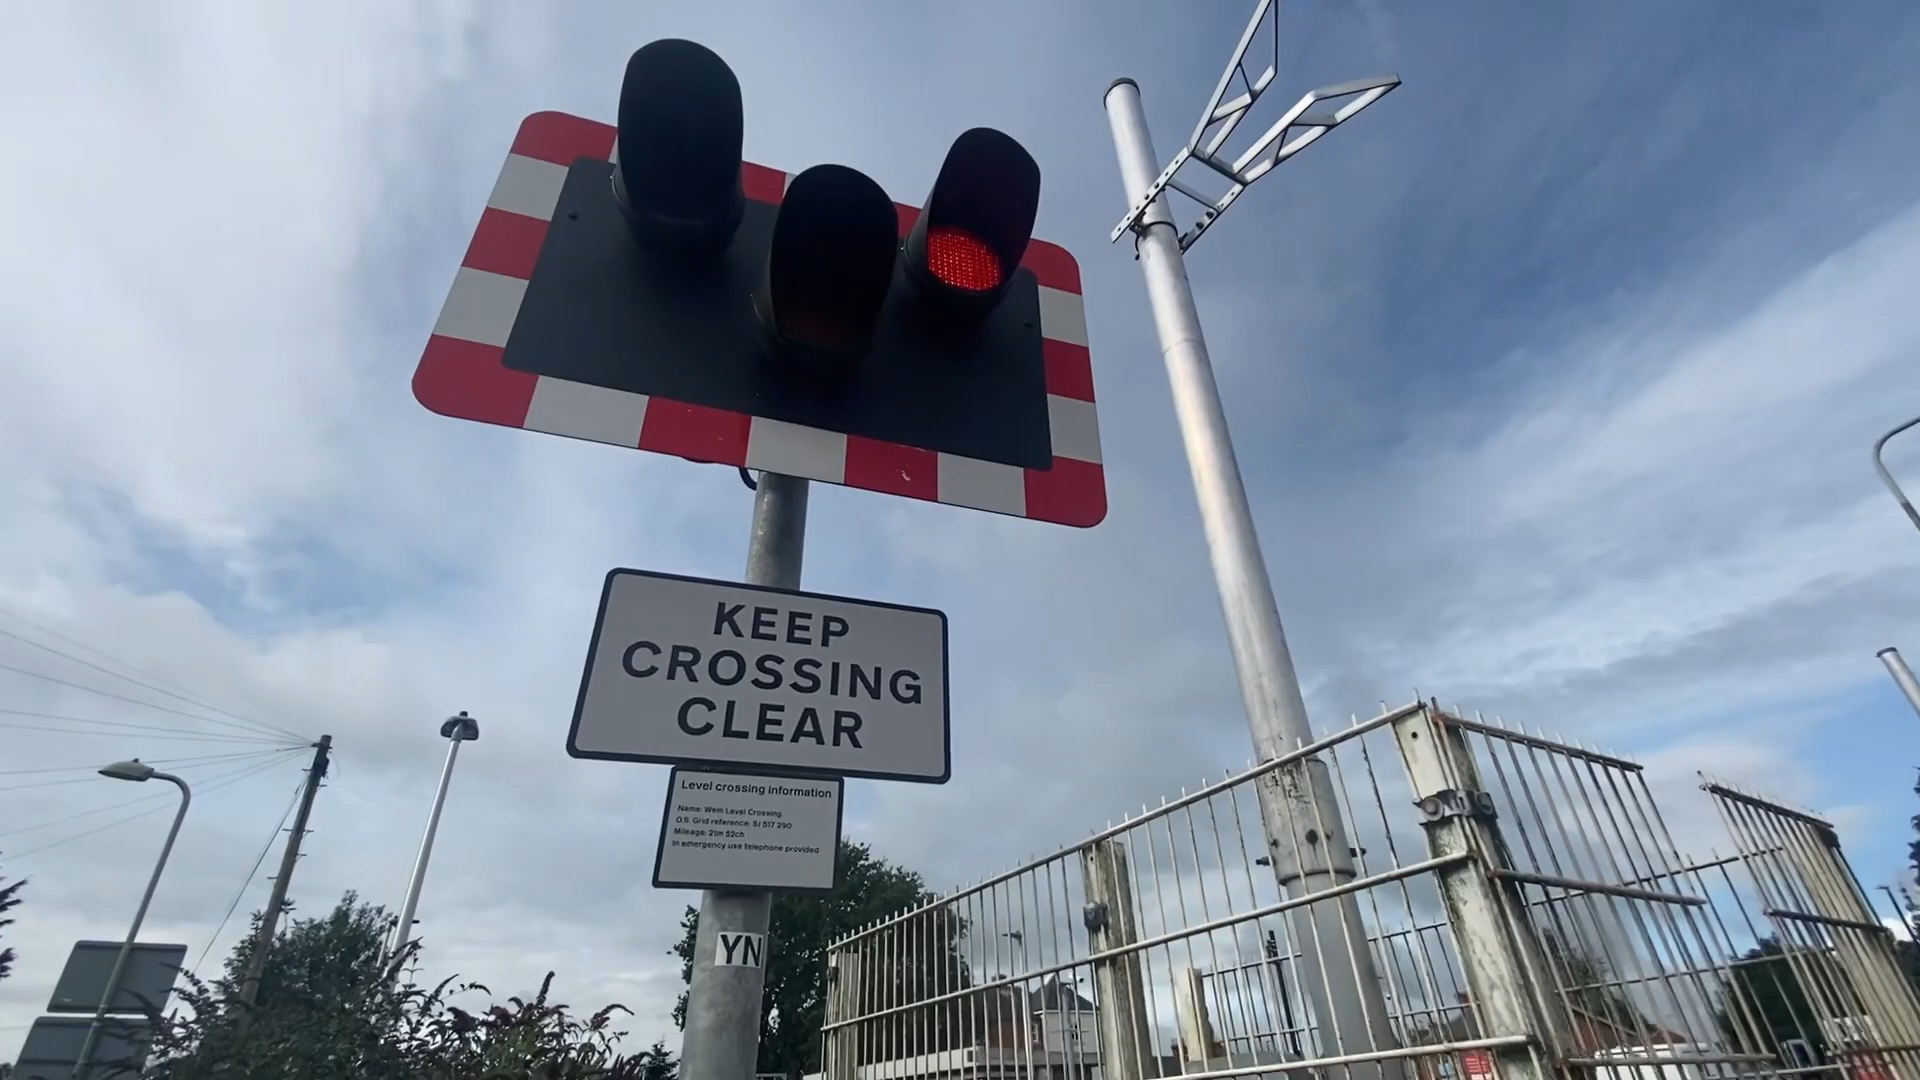 KEEP
CROSSING
CLEAR
Level crossing information
Name: Wem Level Crossing
O.S. Grid reference: SJ 517 290
Mileage: 21m 52ch
In emergency use telephone provided
YN